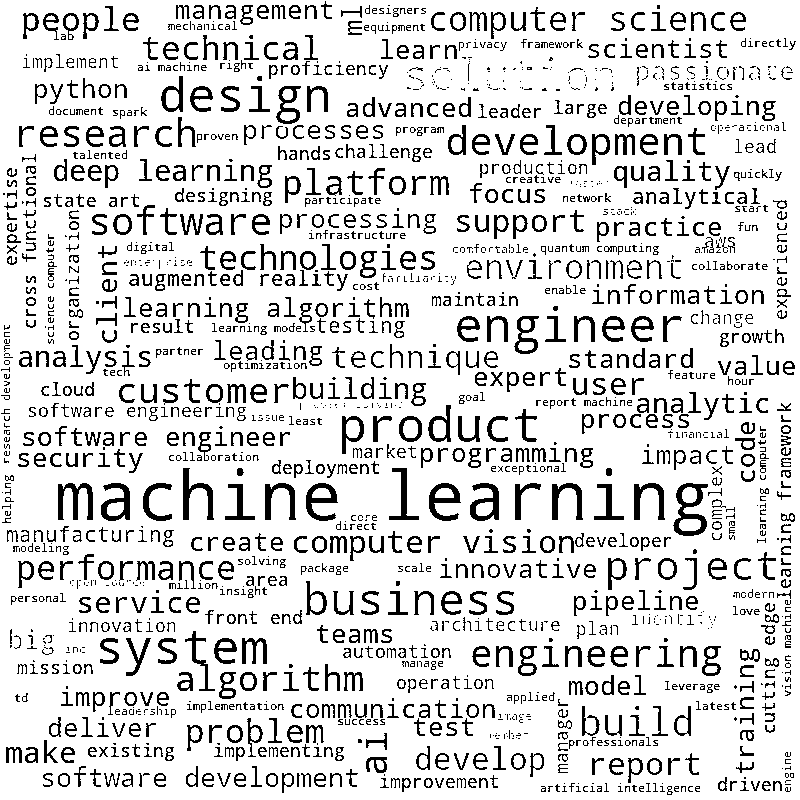 people management ml designers computer science
lab mechanical equipment
technical learn privacy framework scientist directly
implement ai machine right proficiency solution passionate
python design statistics
document spark advanced leader large developing
research proven processes program development department operational
talented hands challenge lead
deep learning platform production quality quickly
expertise cross functional state art designing participate creative focus network analytical
software processing support stack practice start fun experienced
infrastructure
organization science computer client digital technologies comfortable quantum computing aws amazon
enterprise environment collaborate
augmented reality cost familiarity
learning algorithm maintain enable information
result learning models testing engineer change
growth
analysis partner leading technique standard value
tech optimization expert user feature hour
cloud customer building goal report machine analytic
software engineering issue least product process
software engineer financial code
security collaboration market programming impact
helping research development deployment exceptional
machine learning complex small learning computer learning framework
core
direct
manufacturing create computer vision developer
modeling
performance solving package scale innovative project
area
open source million insight
personal service business pipeline modern
love
innovation front end architecture plan identify
big inc system teams engineering cutting edge vision machine
automation
mission algorithm manage operation model leverage
td improve implementation communication applied latest
leadership image
deliver problem success test member manager build training
professionals
make existing implementing ai develop report
software development improvement artificial intelligence driven engine